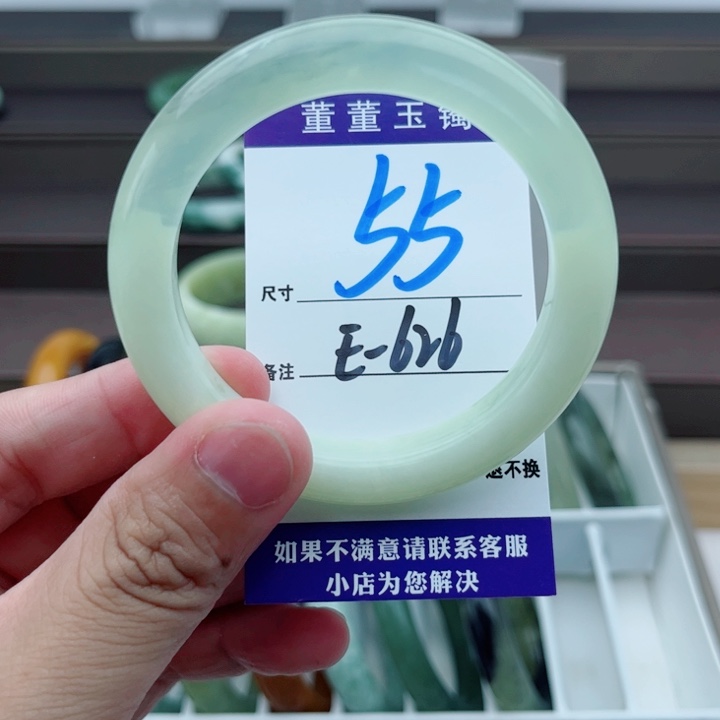 董董玉镯
55
尺寸
E-626
备注
退不换
如果不满意请联系客服
小店为您解决